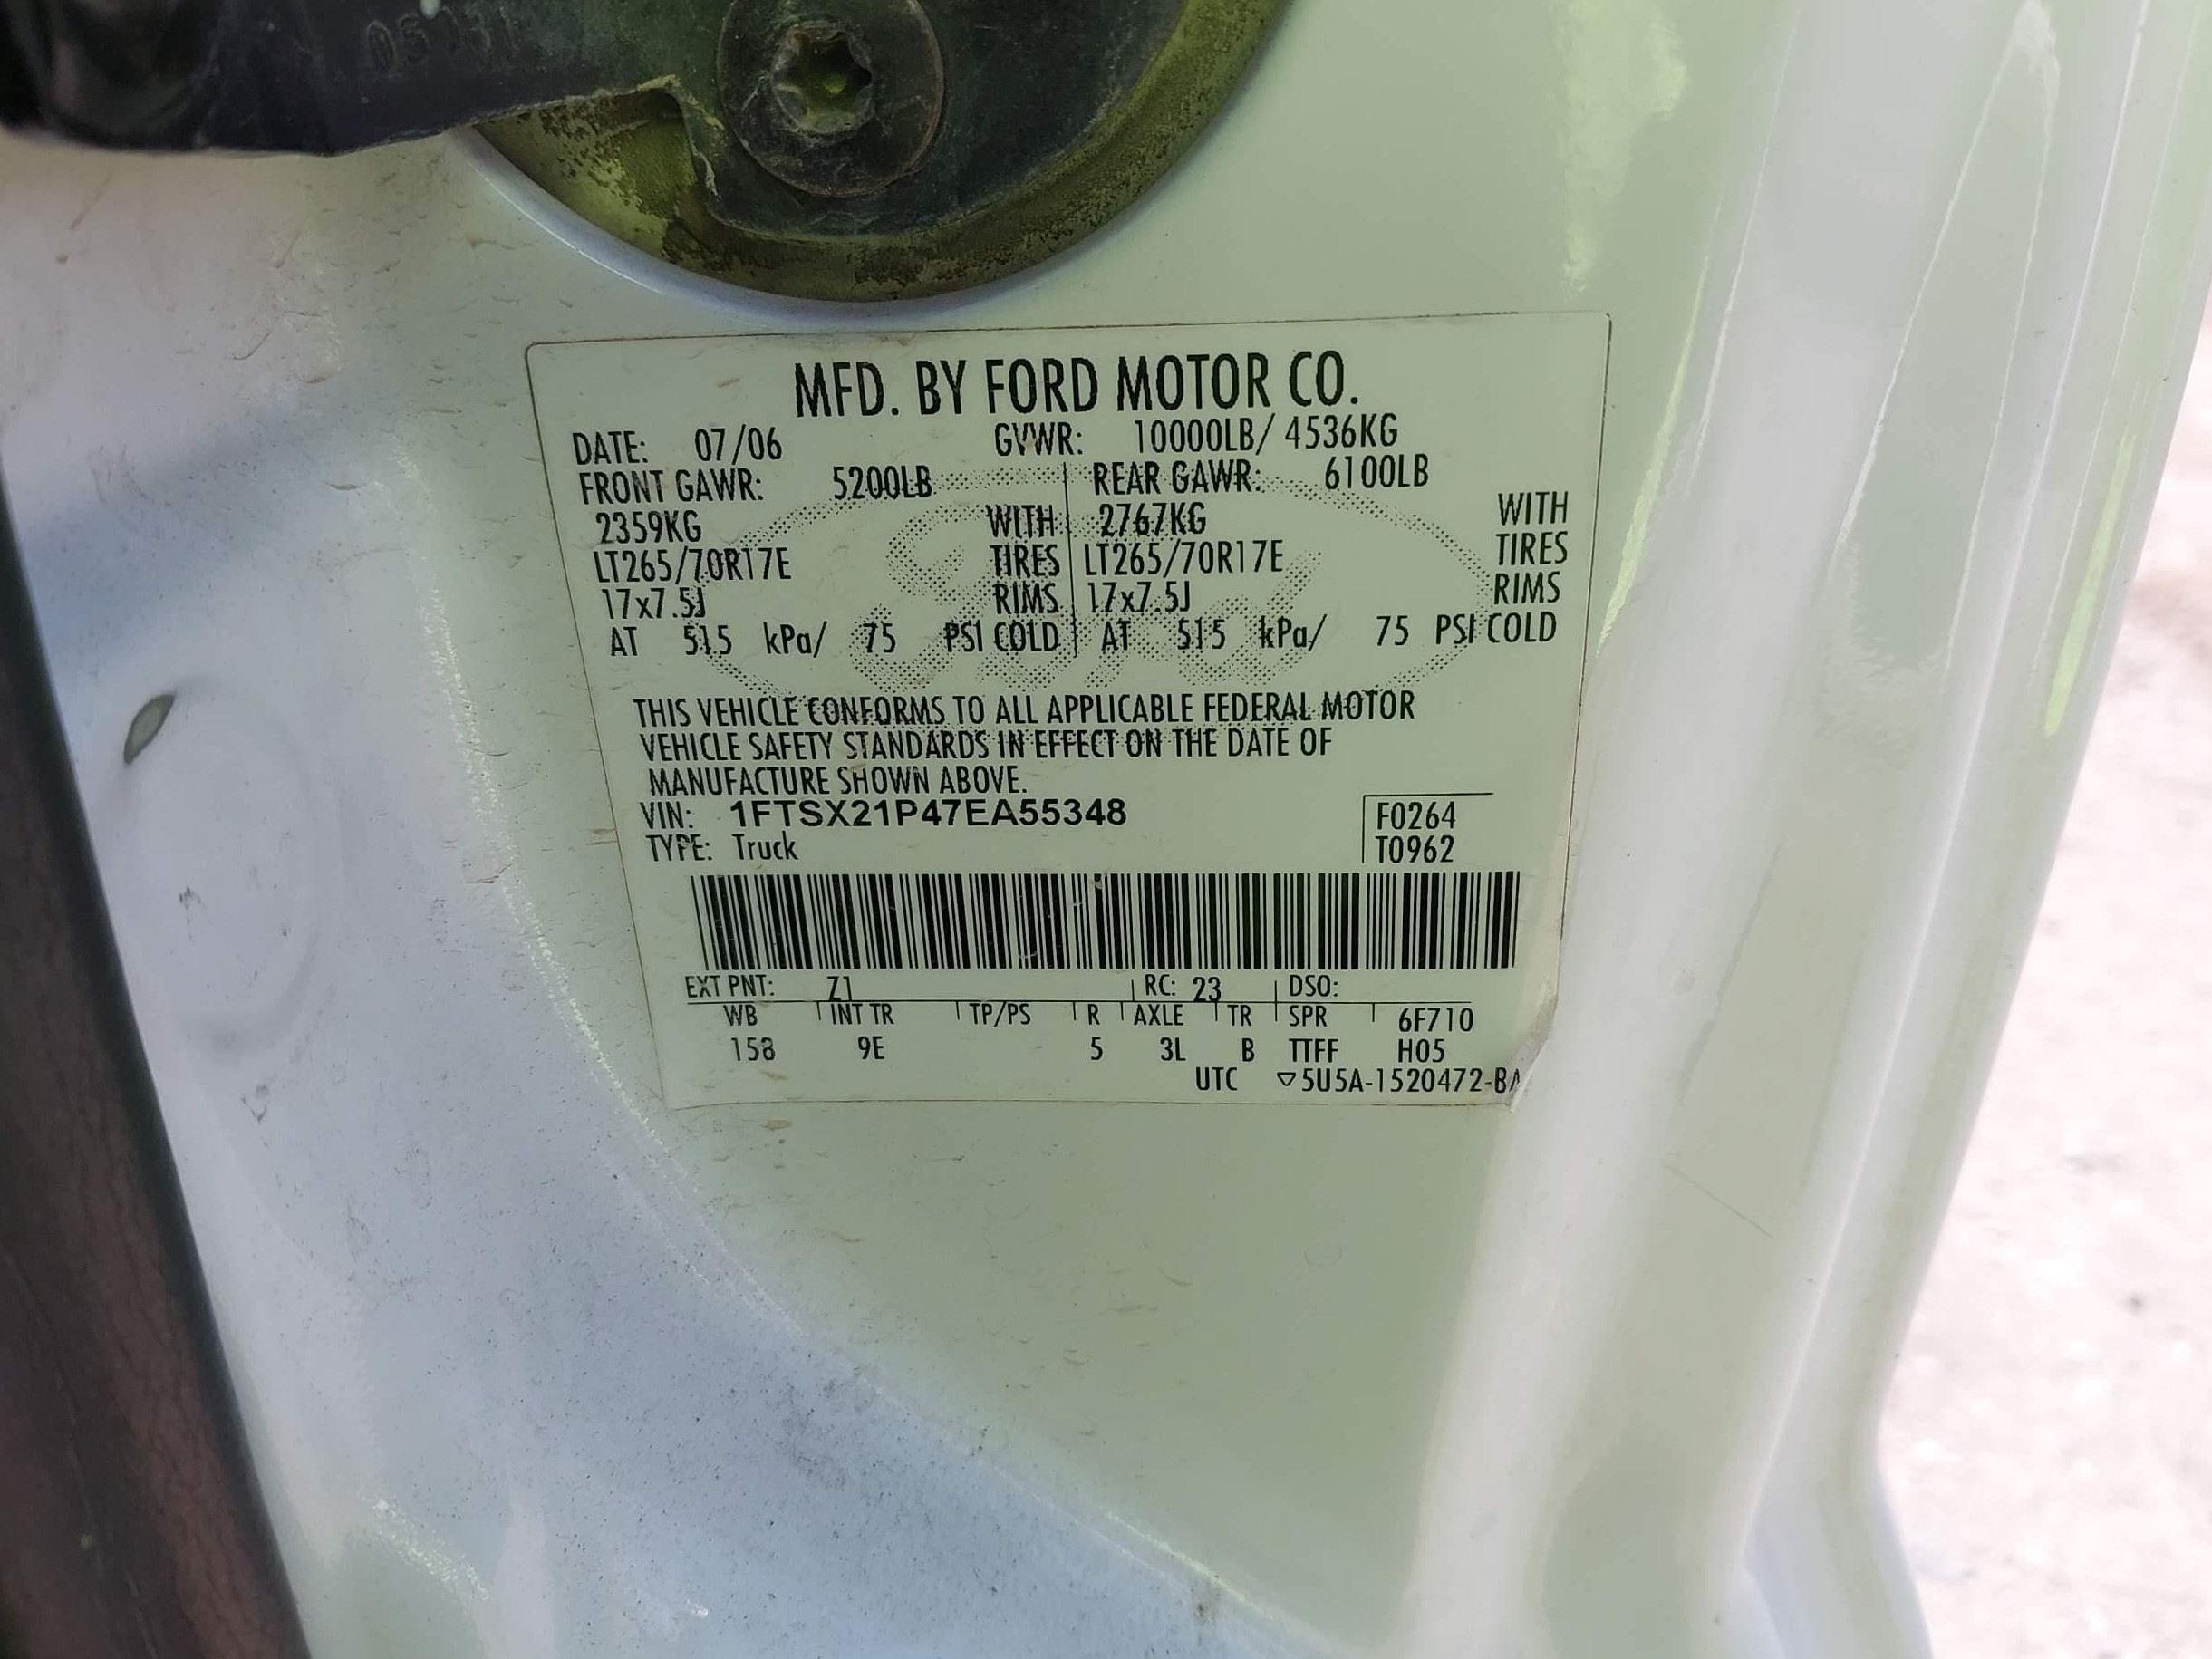 MFD. BY FORD MOTOR CO.
DATE: 07/06 GVWR: 10000LB/ 4536KG
FRONT GAWR: 5200LB REAR GAWR: 6100LB
2359KG WITH 2767KG WITH
LT265/70R17E TIRES LT265/70R17E TIRES
17x7.5J RIMS 17x7.5J RIMS
AT 515 kPa/ 75 PSI COLD AT 515 kPa/ 75 PSI COLD
THIS VEHICLE CONFORMS TO ALL APPLICABLE FEDERAL MOTOR
VEHICLE SAFETY STANDARDS IN EFFECT ON THE DATE OF
MANUFACTURE SHOWN ABOVE.
VIN: 1FTSX21P47EA55348 F0264
TYPE: Truck T0962
EXT PNT: Z1 RC: 23 DSO:
WB INT TR TP/PS R AXLE TR SPR 6F710
158 9E 5 3L B TTFF H05
UTC ▽5U5A-1520472-BA